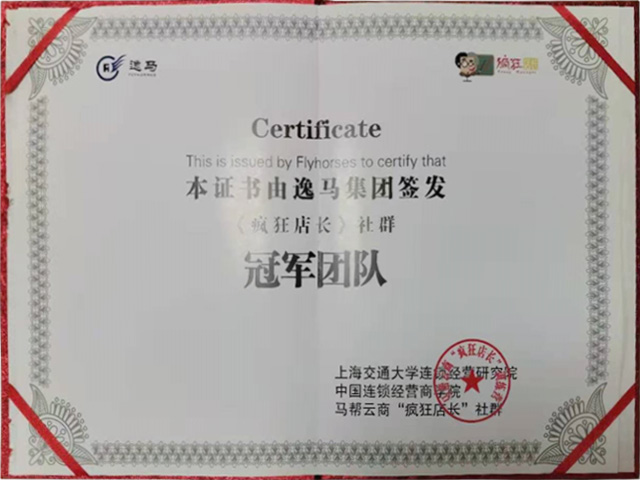 逸马
疯狂
Certificate
This is issued by Flyhorses to certify that
本证书由逸马集团签发
《疯狂店长》社群
冠军团队
上海交通大学连锁经营研究院
中国连锁经营商学院
马帮云商“疯狂店长”社群
“疯狂店长”